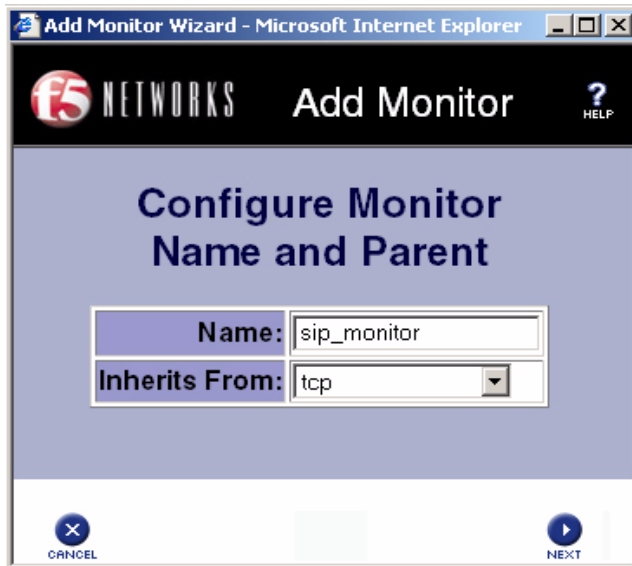 Add Monitor Wizard - Microsoft Internet Explorer
f5 NETWORKS Add Monitor ? HELP
Configure Monitor
Name and Parent
Name: sip_monitor
Inherits From: tcp
CANCEL NEXT